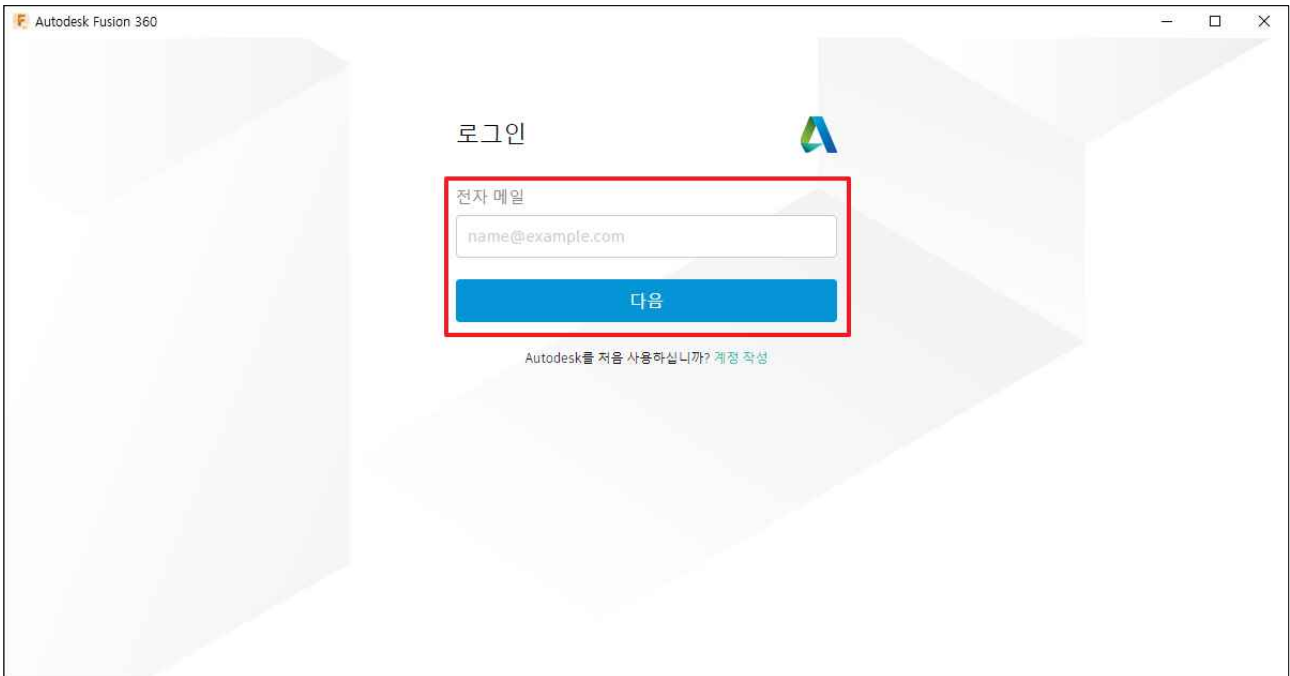 Autodesk Fusion 360
로그인
전자 메일
name@example.com
다음
Autodesk를 처음 사용하십니까? 계정 작성